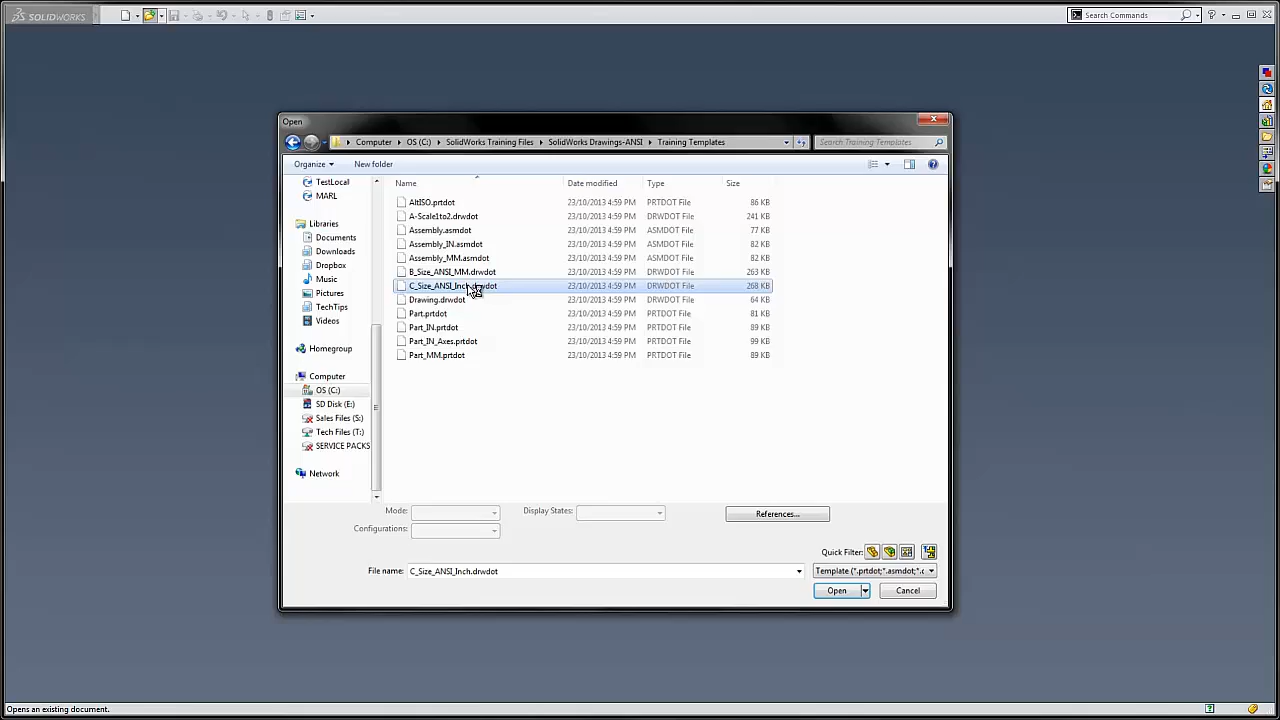 SOLIDWORKS
Search Commands
Open
Computer
OS (C:)
SolidWorks Training Files
SolidWorks Drawings-ANSI
Training Templates
Search Training Templates
Organize
New folder
Name
Date modified
Type
Size
TestLocal
MARL
Libraries
Documents
Downloads
Dropbox
Music
Pictures
TechTips
Videos
Homegroup
Computer
OS (C:)
SD Disk (E:)
Sales Files (S:)
Tech Files (T:)
SERVICE PACKS
Network
AltISO.prtdot 23/10/2013 4:59 PM PRTDOT File 86 KB
A-Scale1to2.drwdot 23/10/2013 4:59 PM DRWDOT File 241 KB
Assembly.asmdot 23/10/2013 4:59 PM ASMDOT File 77 KB
Assembly_IN.asmdot 23/10/2013 4:59 PM ASMDOT File 82 KB
Assembly_MM.asmdot 23/10/2013 4:59 PM ASMDOT File 82 KB
B_Size_ANSI_MM.drwdot 23/10/2013 4:59 PM DRWDOT File 263 KB
C_Size_ANSI_Inch.drwdot 23/10/2013 4:59 PM DRWDOT File 268 KB
Drawing.drwdot 23/10/2013 4:59 PM DRWDOT File 64 KB
Part.prtdot 23/10/2013 4:59 PM PRTDOT File 81 KB
Part_IN.prtdot 23/10/2013 4:59 PM PRTDOT File 89 KB
Part_IN_Axes.prtdot 23/10/2013 4:59 PM PRTDOT File 99 KB
Part_MM.prtdot 23/10/2013 4:59 PM PRTDOT File 89 KB
Mode:
Display States:
References...
Configurations:
Quick Filter:
File name: C_Size_ANSI_Inch.drwdot
Template (*.prtdot;*.asmdot;*.c
Open
Cancel
Opens an existing document.